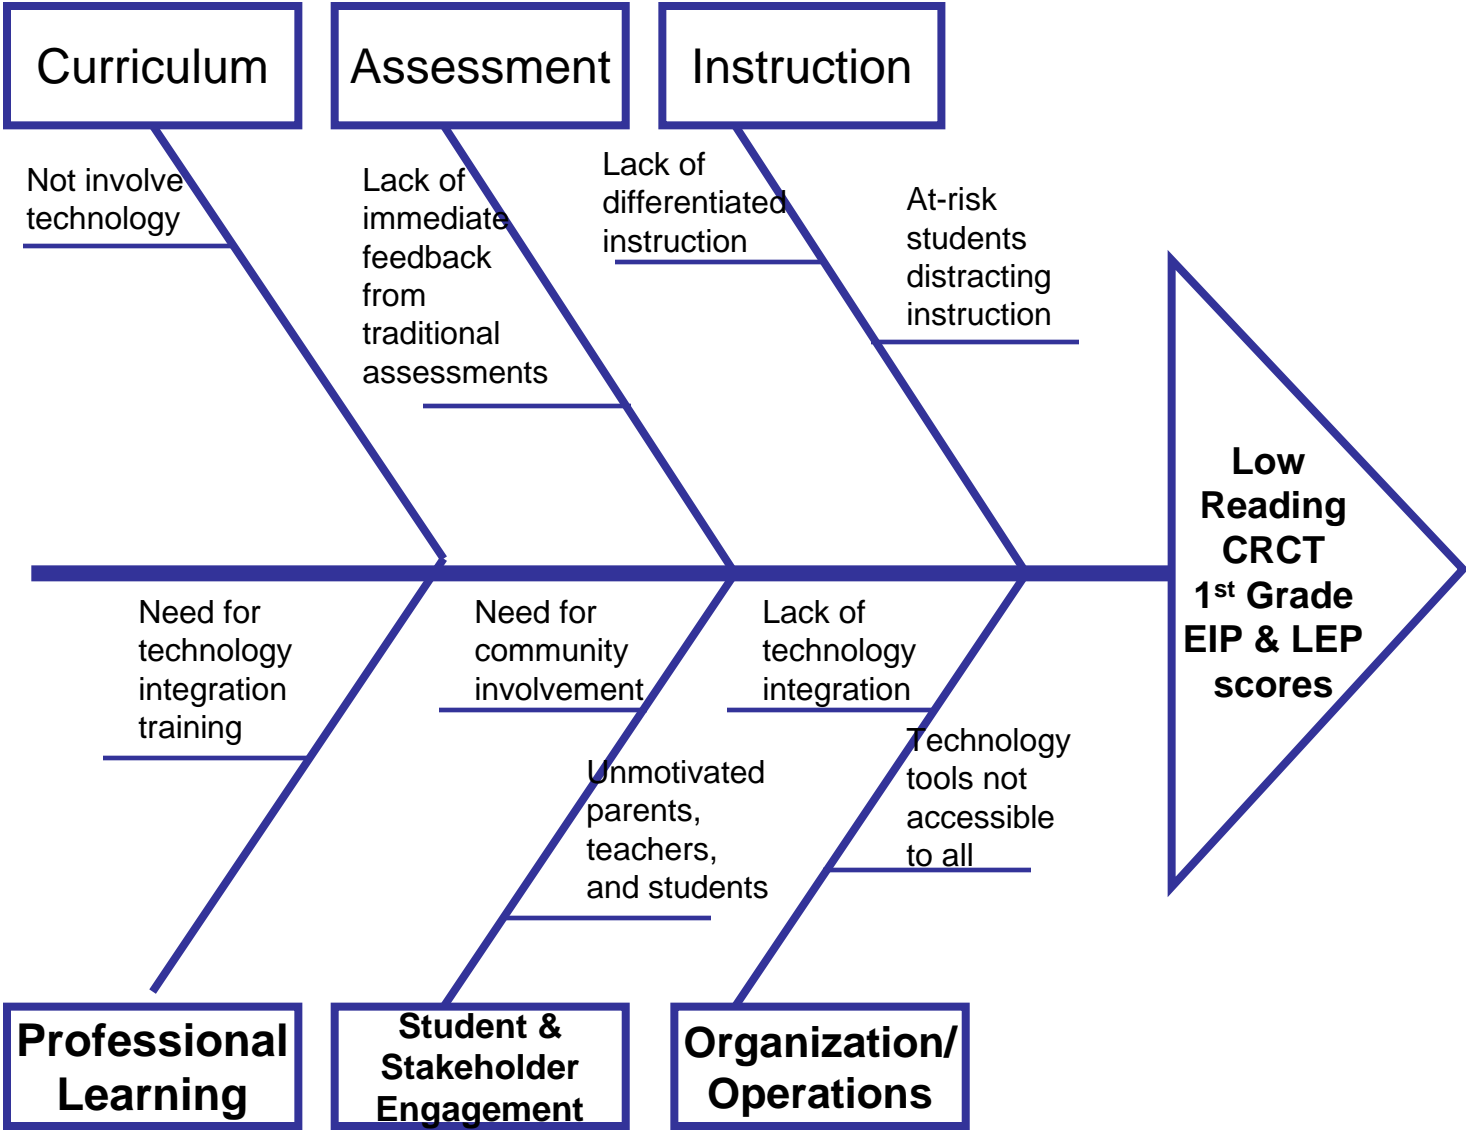 Curriculum
Assessment
Instruction
Not involve
technology
Lack of
immediate
feedback
from
traditional
assessments
Lack of
differentiated
instruction
At-risk
students
distracting
instruction
Low
Reading
CRCT
1st Grade
EIP & LEP
scores
Need for
technology
integration
training
Need for
community
involvement
Unmotivated
parents,
teachers,
and students
Lack of
technology
integration
Technology
tools not
accessible
to all
Professional
Learning
Student &
Stakeholder
Engagement
Organization/
Operations